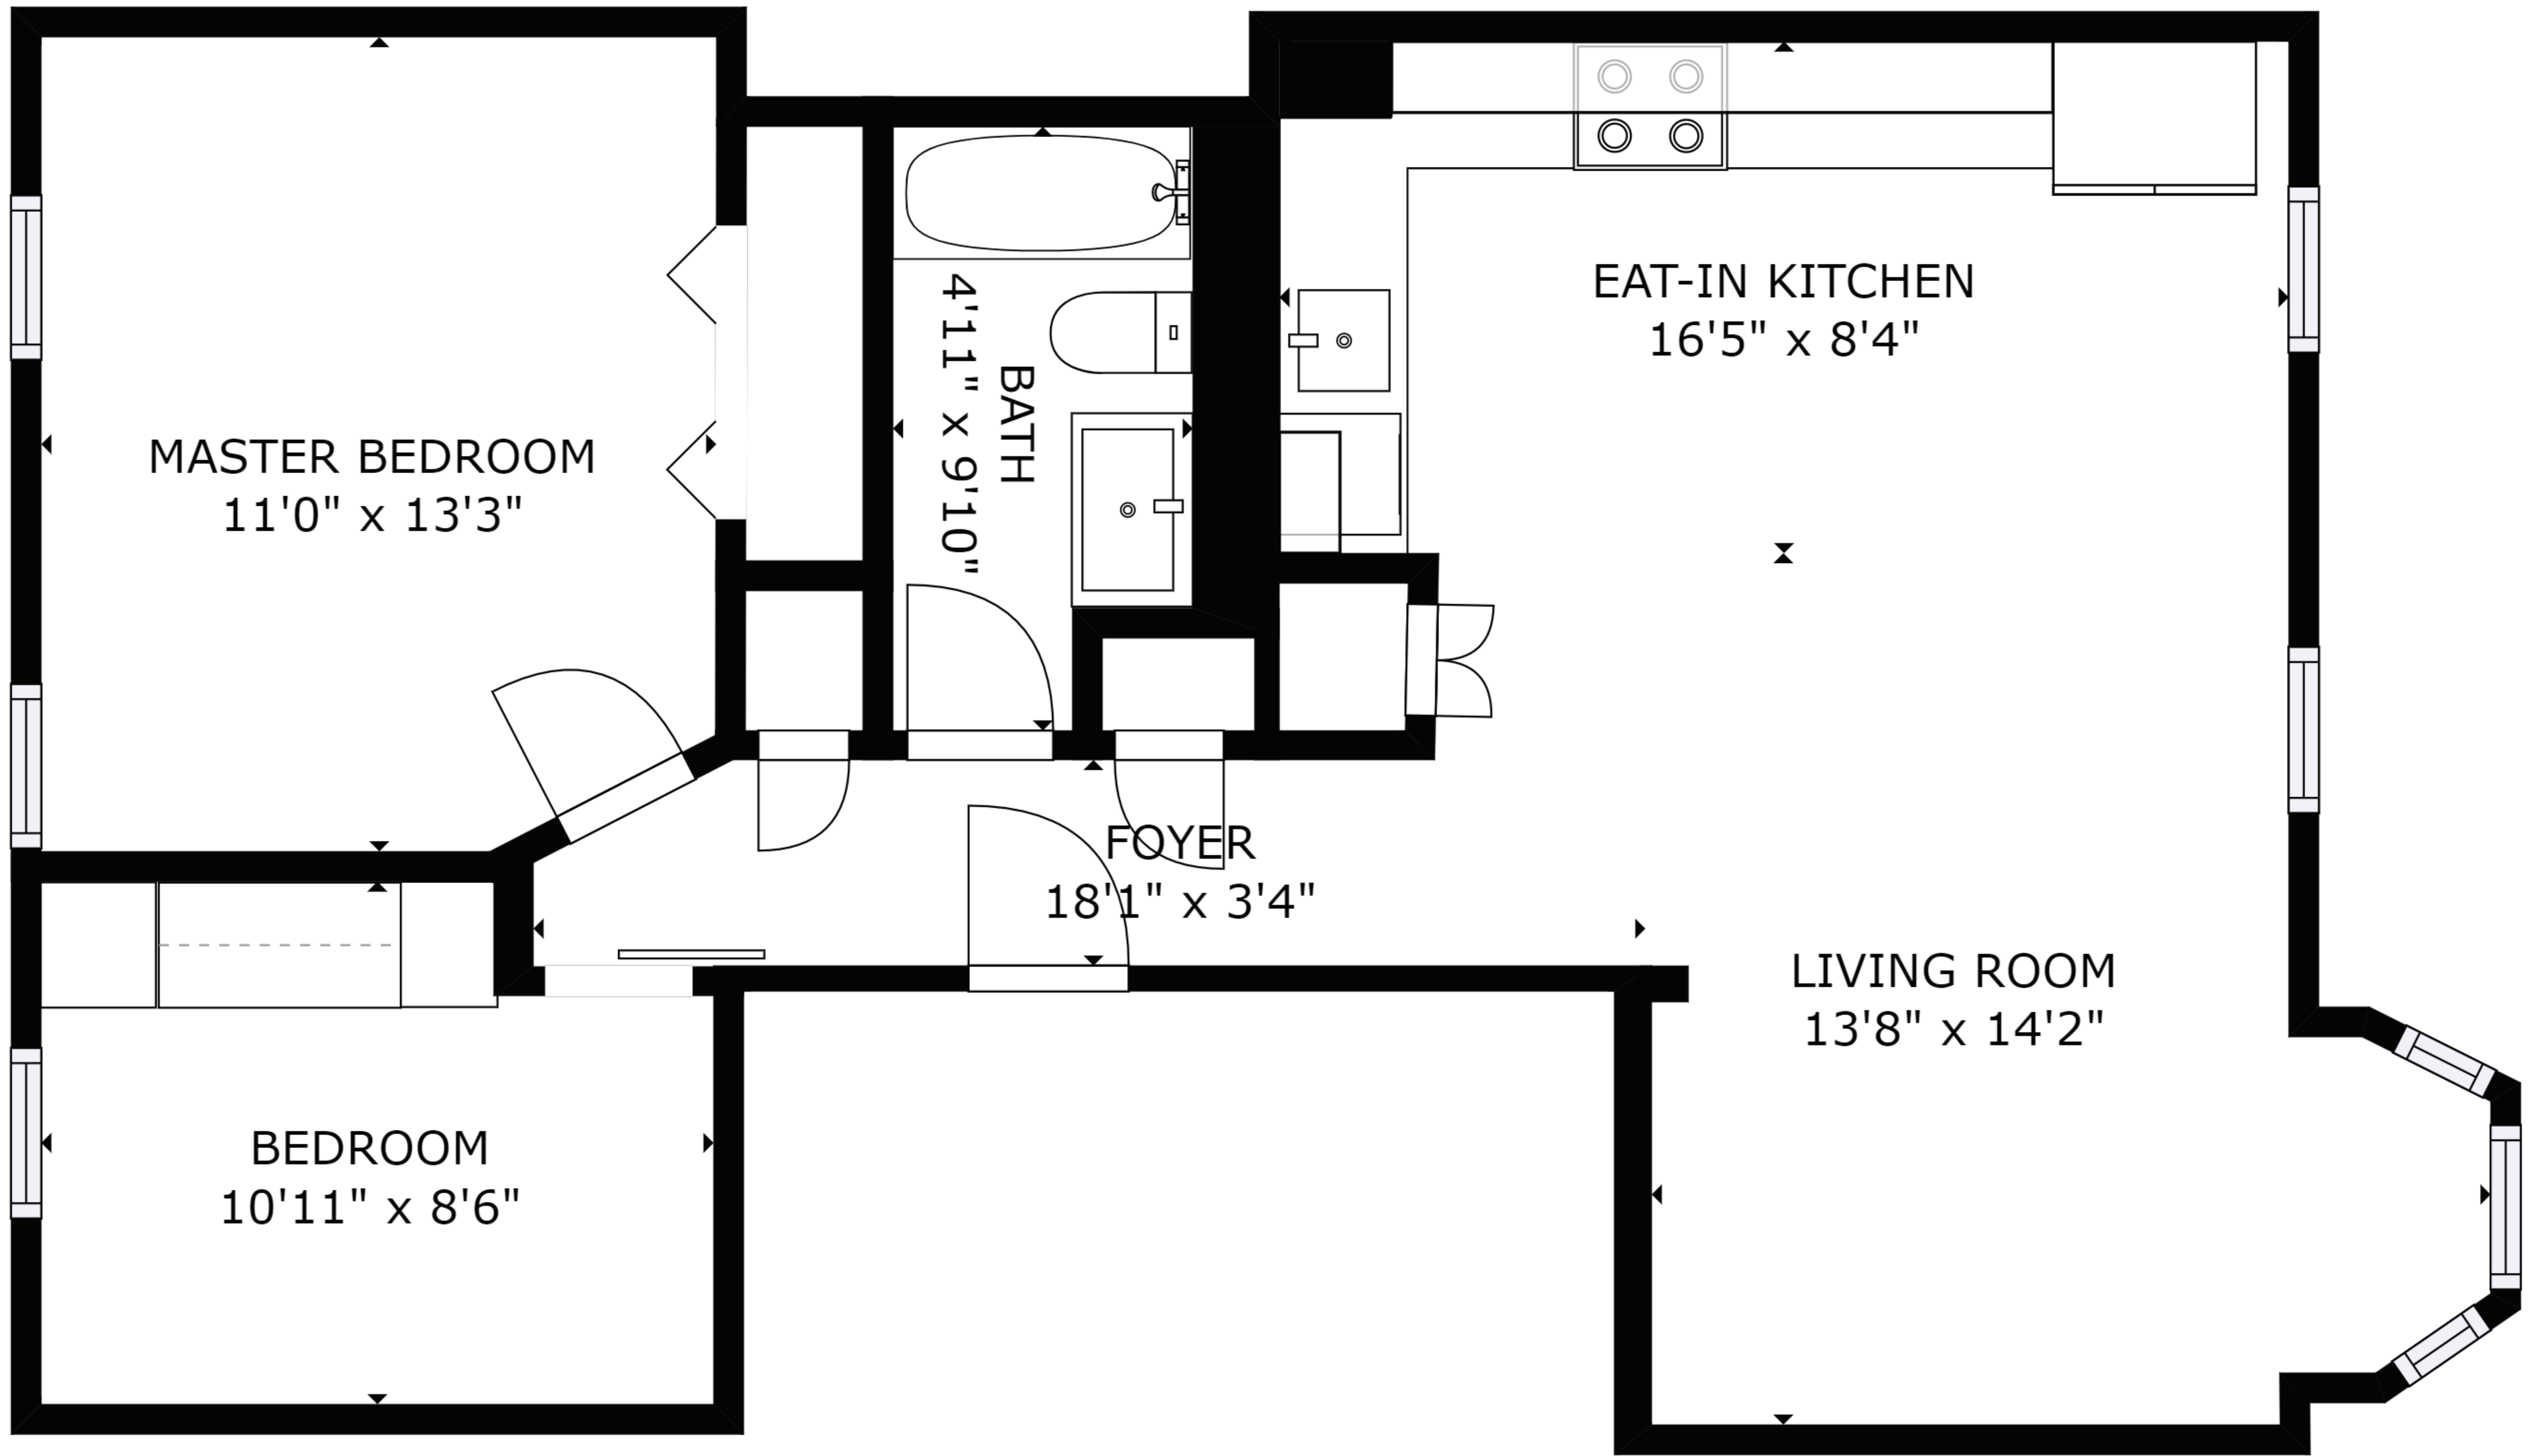 EAT-IN KITCHEN
16'5" x 8'4"
MASTER BEDROOM
11'0" x 13'3"
BATH
4'11" x 9'10"
FOYER
18'1" x 3'4"
LIVING ROOM
13'8" x 14'2"
BEDROOM
10'11" x 8'6"